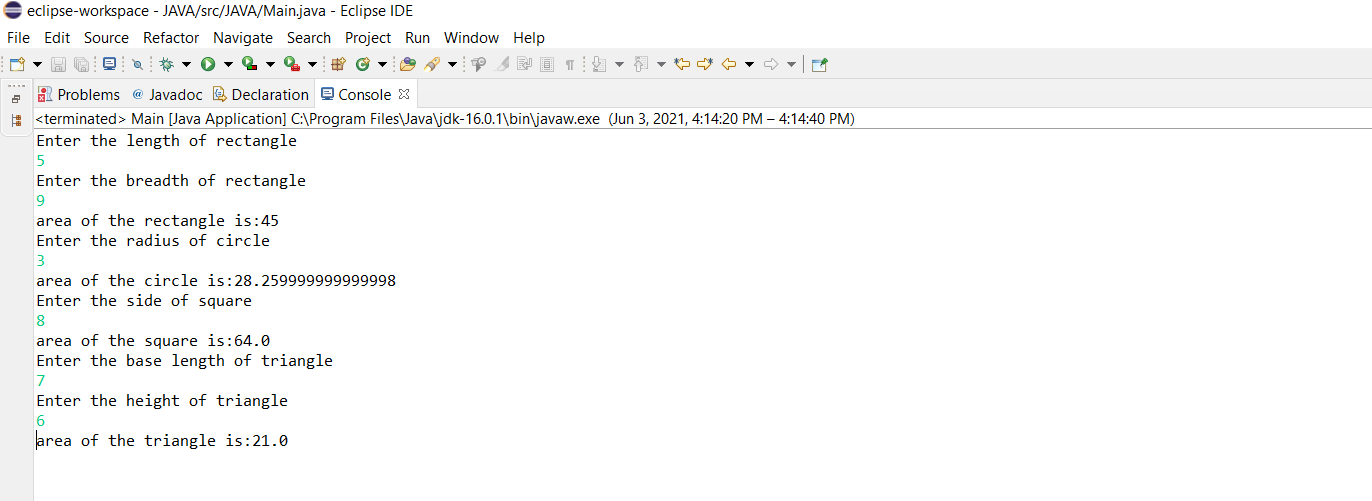 eclipse-workspace - JAVA/src/JAVA/Main.java - Eclipse IDE
File Edit Source Refactor Navigate Search Project Run Window Help
Problems @ Javadoc Declaration Console
<terminated> Main [Java Application] C:\Program Files\Java\jdk-16.0.1\bin\javaw.exe (Jun 3, 2021, 4:14:20 PM – 4:14:40 PM)
Enter the length of rectangle
5
Enter the breadth of rectangle
9
area of the rectangle is:45
Enter the radius of circle
3
area of the circle is:28.259999999999998
Enter the side of square
8
area of the square is:64.0
Enter the base length of triangle
7
Enter the height of triangle
6
area of the triangle is:21.0